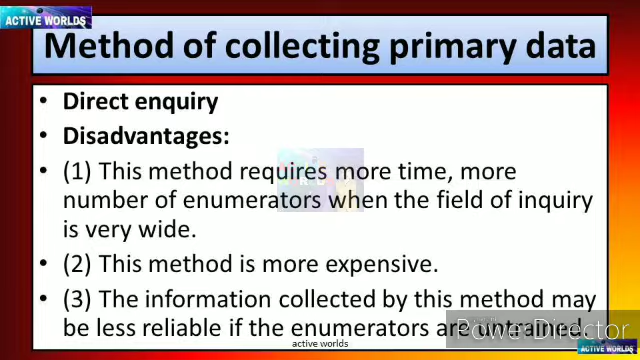 ACTIVE WORLDS
Method of collecting primary data
• Direct enquiry
• Disadvantages:
• (1) This method requires more time, more
number of enumerators when the field of inquiry
is very wide.
• (2) This method is more expensive.
• (3) The information collected by this method may
be less reliable if the enumerators are untrained.
PowerDirector
active worlds
ACTIVE WORLDS